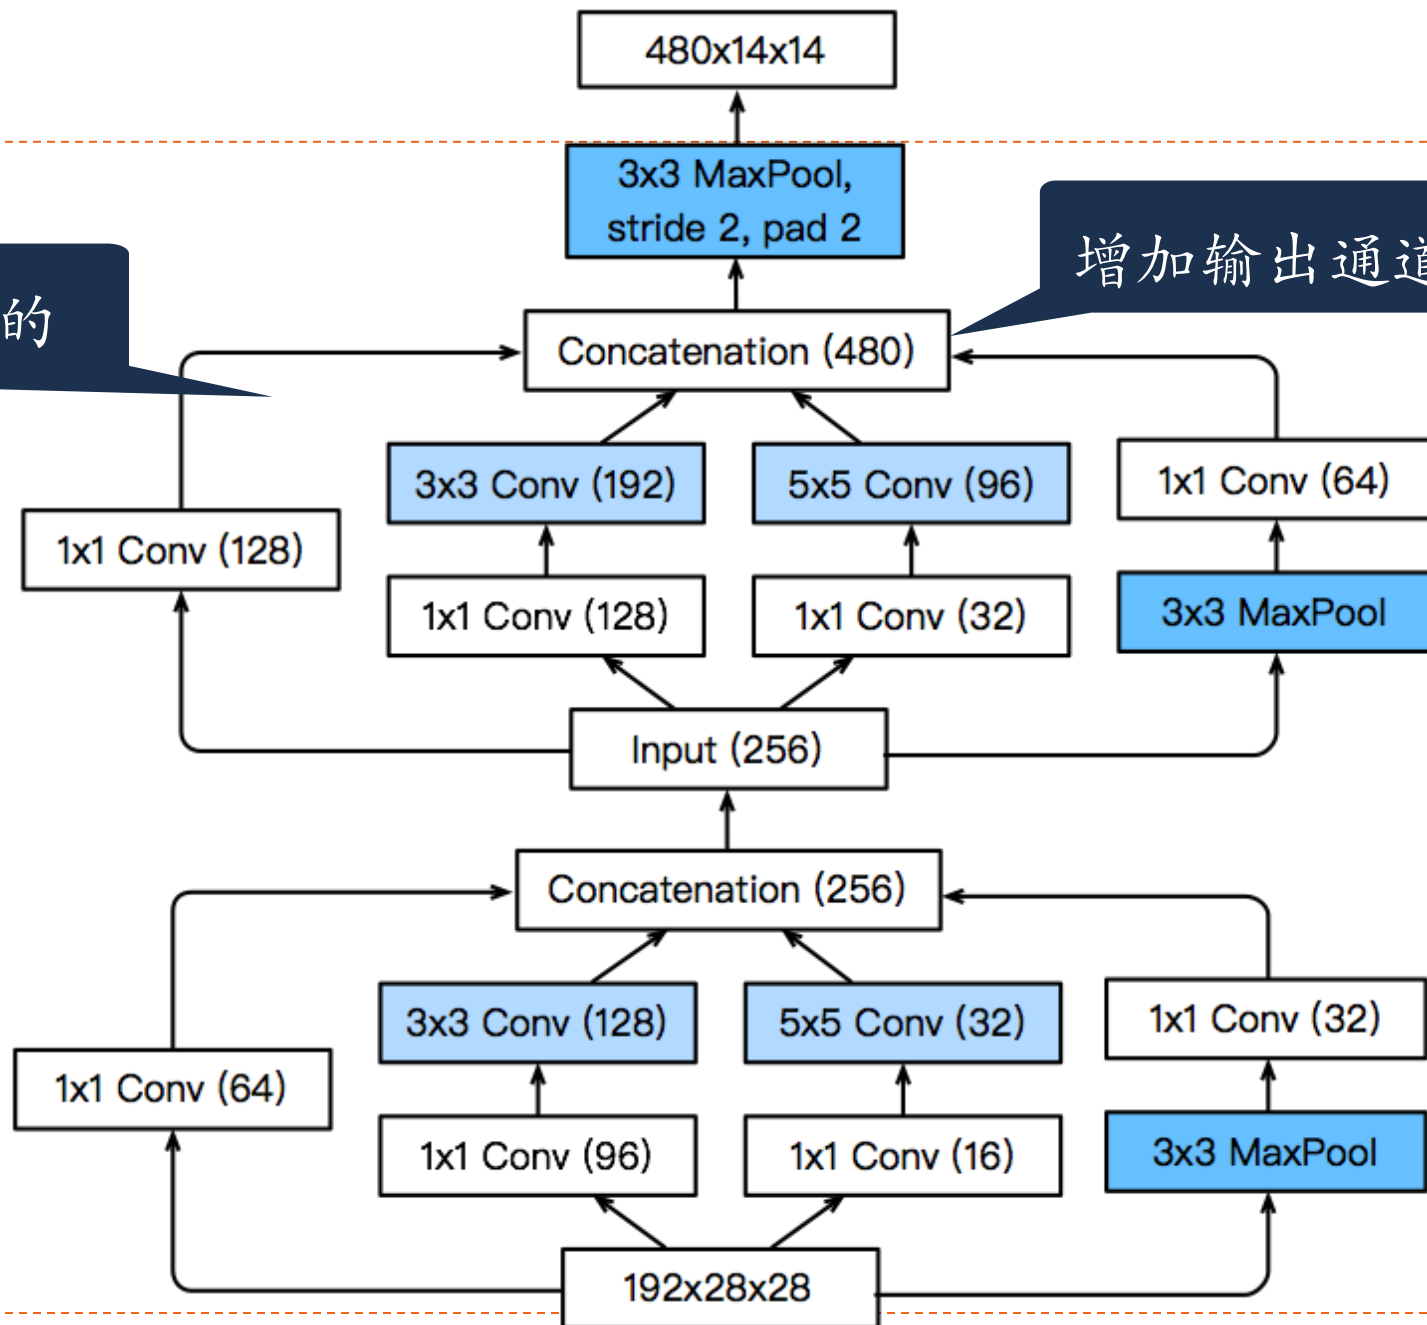 480x14x14
3x3 MaxPool,
stride 2, pad 2
增加输出通道
的
Concatenation (480)
3x3 Conv (192)
5x5 Conv (96)
1x1 Conv (64)
1x1 Conv (128)
1x1 Conv (128)
1x1 Conv (32)
3x3 MaxPool
Input (256)
Concatenation (256)
3x3 Conv (128)
5x5 Conv (32)
1x1 Conv (32)
1x1 Conv (64)
1x1 Conv (96)
1x1 Conv (16)
3x3 MaxPool
192x28x28